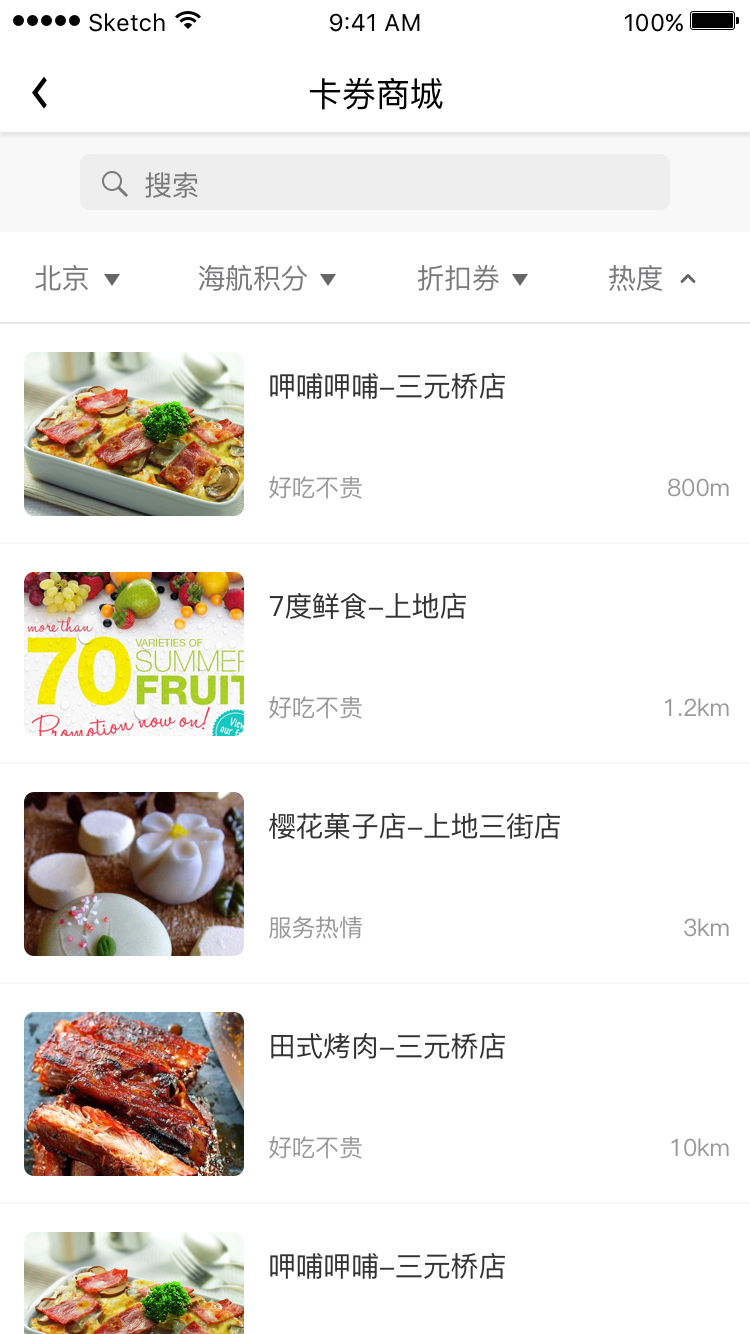 Sketch 9:41 AM 100%
卡券商城
搜索
北京 ▼ 海航积分 ▼ 折扣券 ▼ 热度
呷哺呷哺–三元桥店
好吃不贵 800m
more than
70 VARIETIES OF
SUMMER
FRUIT
Promotion now on!
View
our f
7度鲜食–上地店
好吃不贵 1.2km
樱花菓子店–上地三街店
服务热情 3km
田式烤肉–三元桥店
好吃不贵 10km
呷哺呷哺–三元桥店